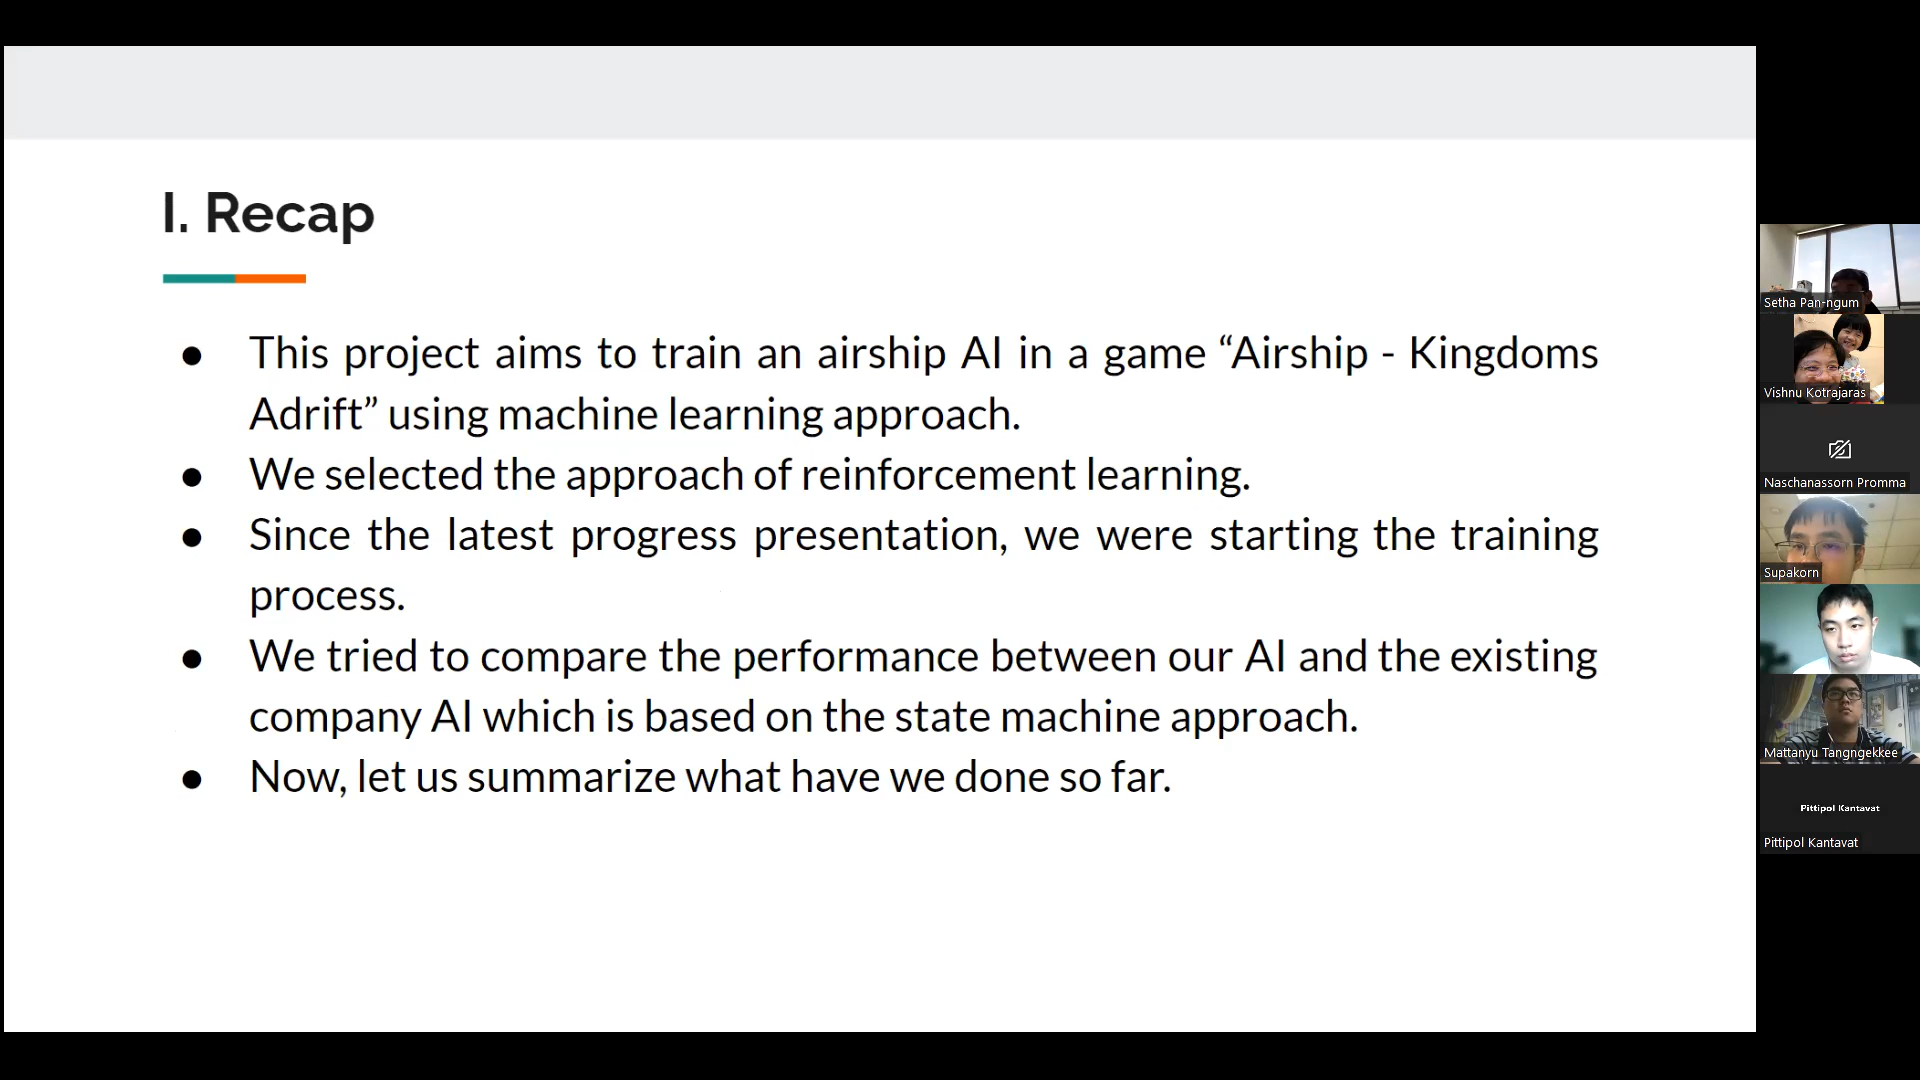 I. Recap
● This project aims to train an airship AI in a game “Airship - Kingdoms
Adrift” using machine learning approach.
● We selected the approach of reinforcement learning.
● Since the latest progress presentation, we were starting the training
process.
● We tried to compare the performance between our AI and the existing
company AI which is based on the state machine approach.
● Now, let us summarize what have we done so far.
Setha Pan-ngum
Vishnu Kotrajaras
Naschanassorn Promma
Supakorn
Mattanyu Tangngekkee
Pittipol Kantavat
Pittipol Kantavat